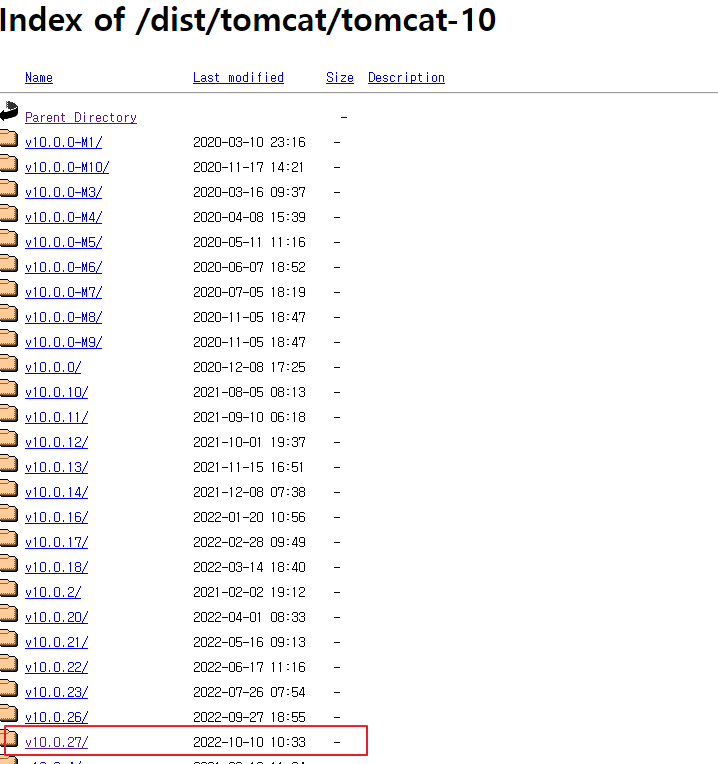 Index of /dist/tomcat/tomcat-10
Name Last modified Size Description
Parent Directory -
v10.0.0-M1/ 2020-03-10 23:16 -
v10.0.0-M10/ 2020-11-17 14:21 -
v10.0.0-M3/ 2020-03-16 09:37 -
v10.0.0-M4/ 2020-04-08 15:39 -
v10.0.0-M5/ 2020-05-11 11:16 -
v10.0.0-M6/ 2020-06-07 18:52 -
v10.0.0-M7/ 2020-07-05 18:19 -
v10.0.0-M8/ 2020-11-05 18:47 -
v10.0.0-M9/ 2020-11-05 18:47 -
v10.0.0/ 2020-12-08 17:25 -
v10.0.10/ 2021-08-05 08:13 -
v10.0.11/ 2021-09-10 06:18 -
v10.0.12/ 2021-10-01 19:37 -
v10.0.13/ 2021-11-15 16:51 -
v10.0.14/ 2021-12-08 07:38 -
v10.0.16/ 2022-01-20 10:56 -
v10.0.17/ 2022-02-28 09:49 -
v10.0.18/ 2022-03-14 18:40 -
v10.0.2/ 2021-02-02 19:12 -
v10.0.20/ 2022-04-01 08:33 -
v10.0.21/ 2022-05-16 09:13 -
v10.0.22/ 2022-06-17 11:16 -
v10.0.23/ 2022-07-26 07:54 -
v10.0.26/ 2022-09-27 18:55 -
v10.0.27/ 2022-10-10 10:33 -